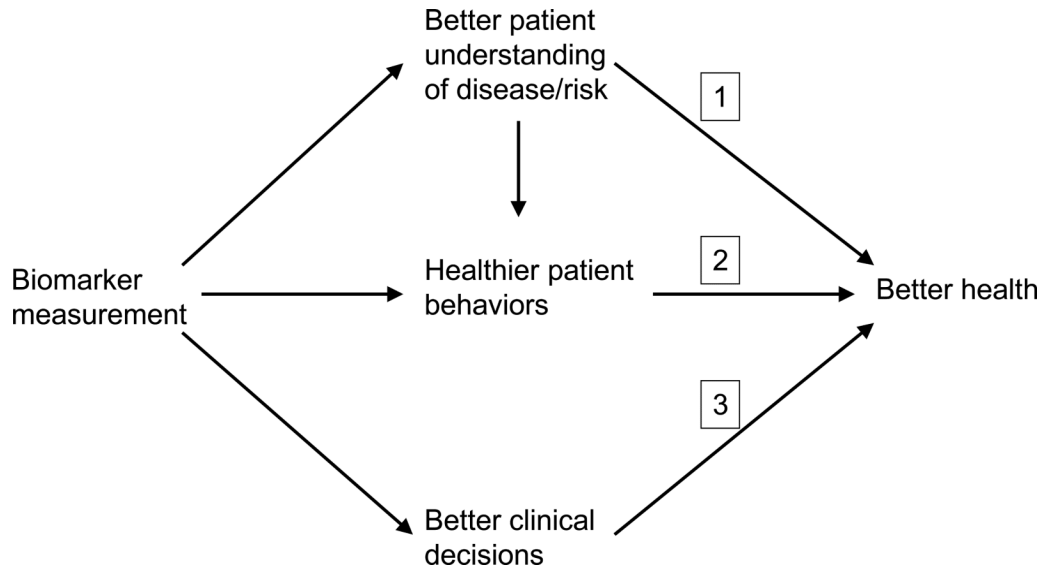 Better patient
understanding
of disease/risk
1
Biomarker
measurement
Healthier patient
behaviors
2
Better health
3
Better clinical
decisions